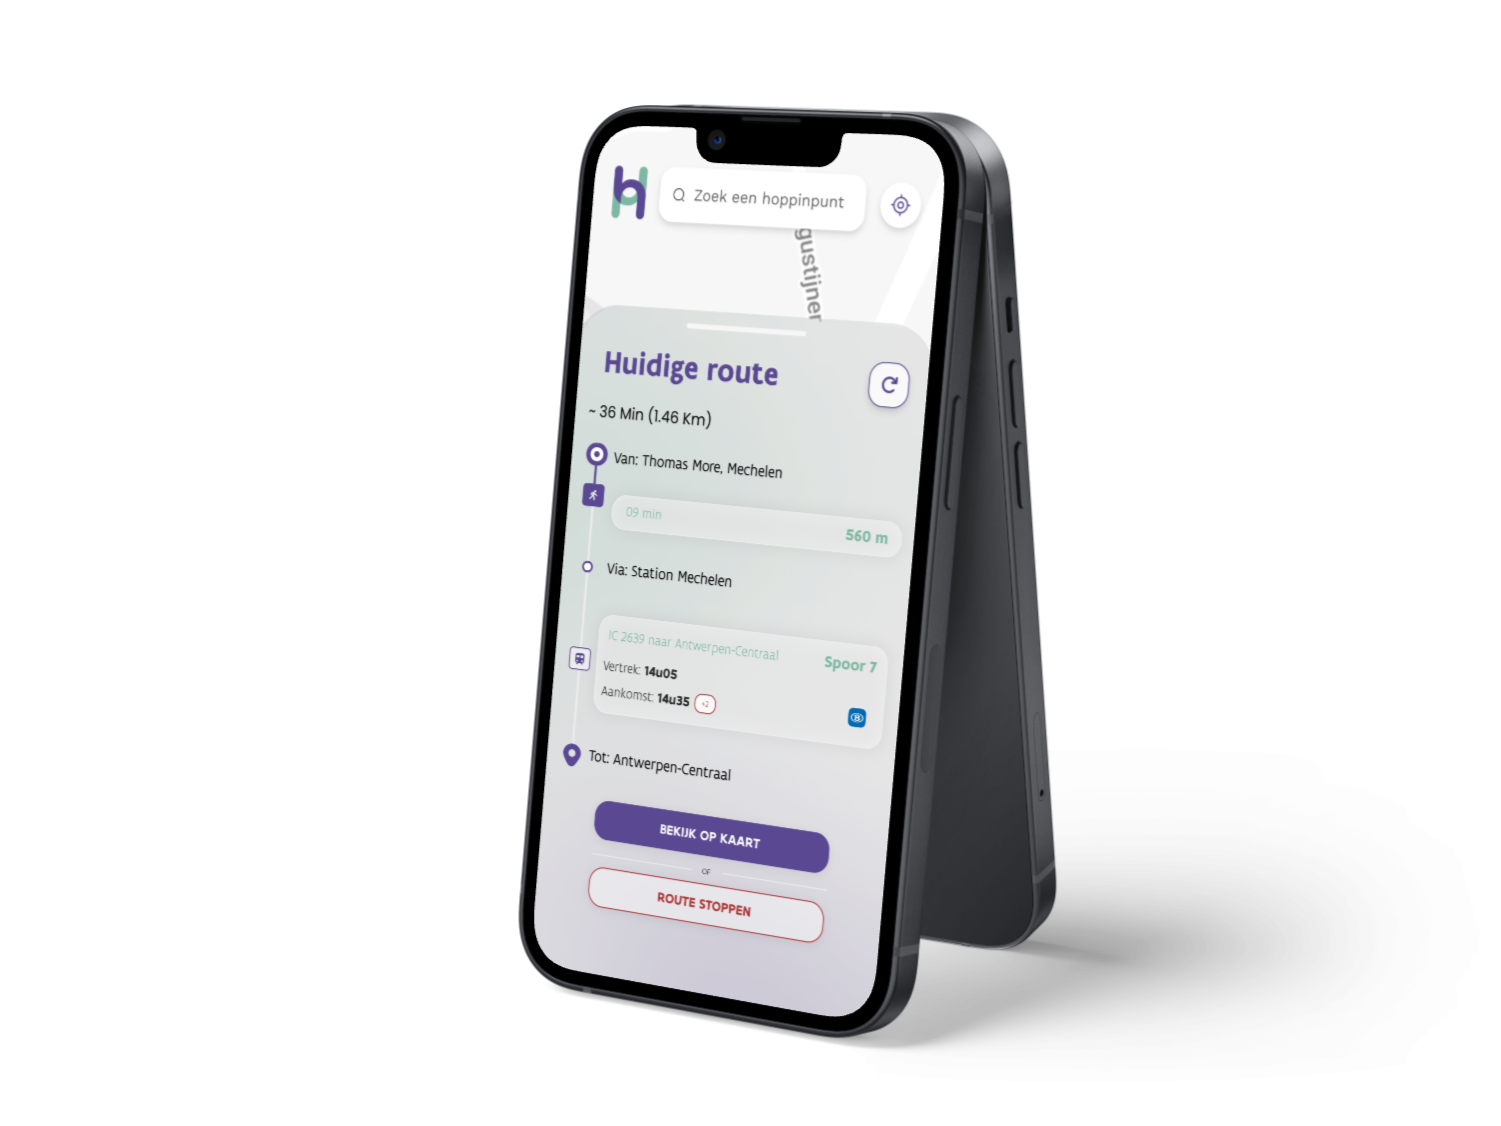 Zoek een hoppinpunt
gustijner
Huidige route
~ 36 Min (1.46 Km)
Van: Thomas More, Mechelen
09 min
560 m
Via: Station Mechelen
IC 2639 naar Antwerpen-Centraal
Spoor 7
Vertrek: 14u05
Aankomst: 14u35 +2
B
Tot: Antwerpen-Centraal
BEKIJK OP KAART
OF
ROUTE STOPPEN